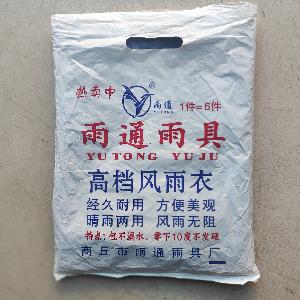 热卖中
雨通®
YUTONG
1件=6件
雨通雨具
YUTONG YUJU
高档风雨衣
经久耐用 方便美观
晴雨两用 风雨无阻
特点:包不漏水、零下10度不发硬
商丘市雨通雨具厂